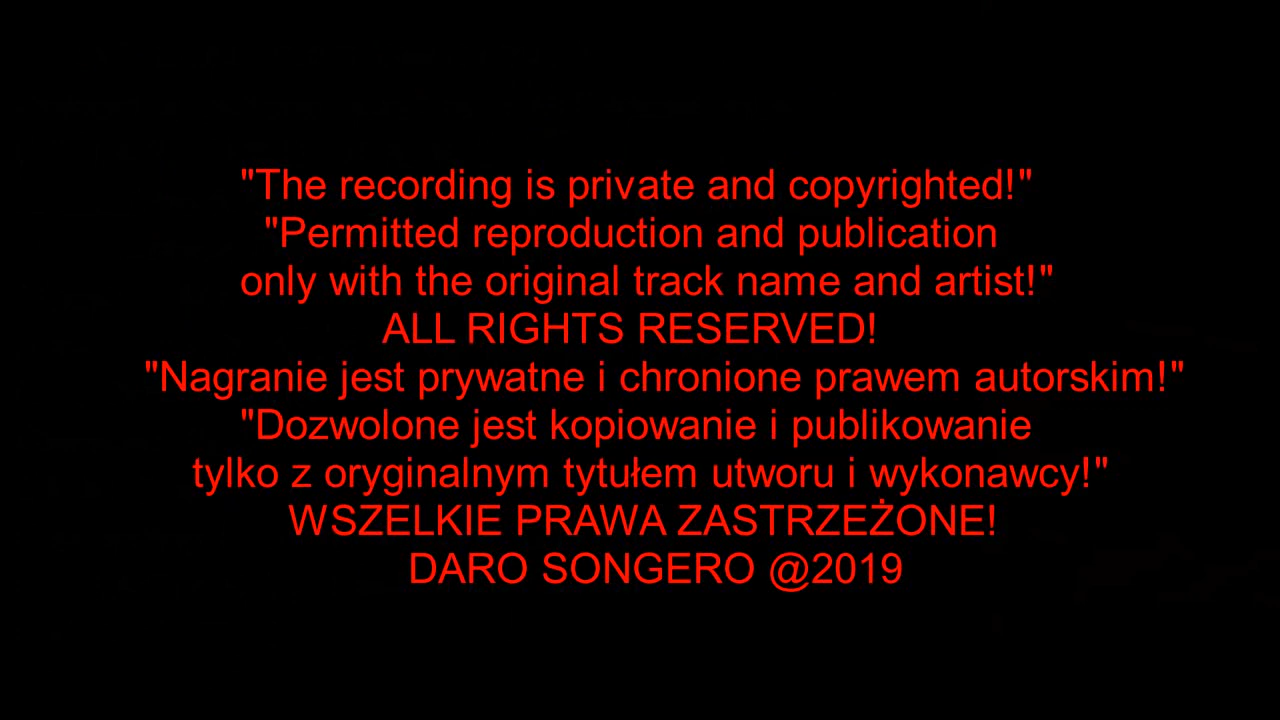 "The recording is private and copyrighted!"
"Permitted reproduction and publication
only with the original track name and artist!"
ALL RIGHTS RESERVED!
"Nagranie jest prywatne i chronione prawem autorskim!"
"Dozwolone jest kopiowanie i publikowanie
tylko z oryginalnym tytułem utworu i wykonawcy!"
WSZELKIE PRAWA ZASTRZEŻONE!
DARO SONGERO @2019